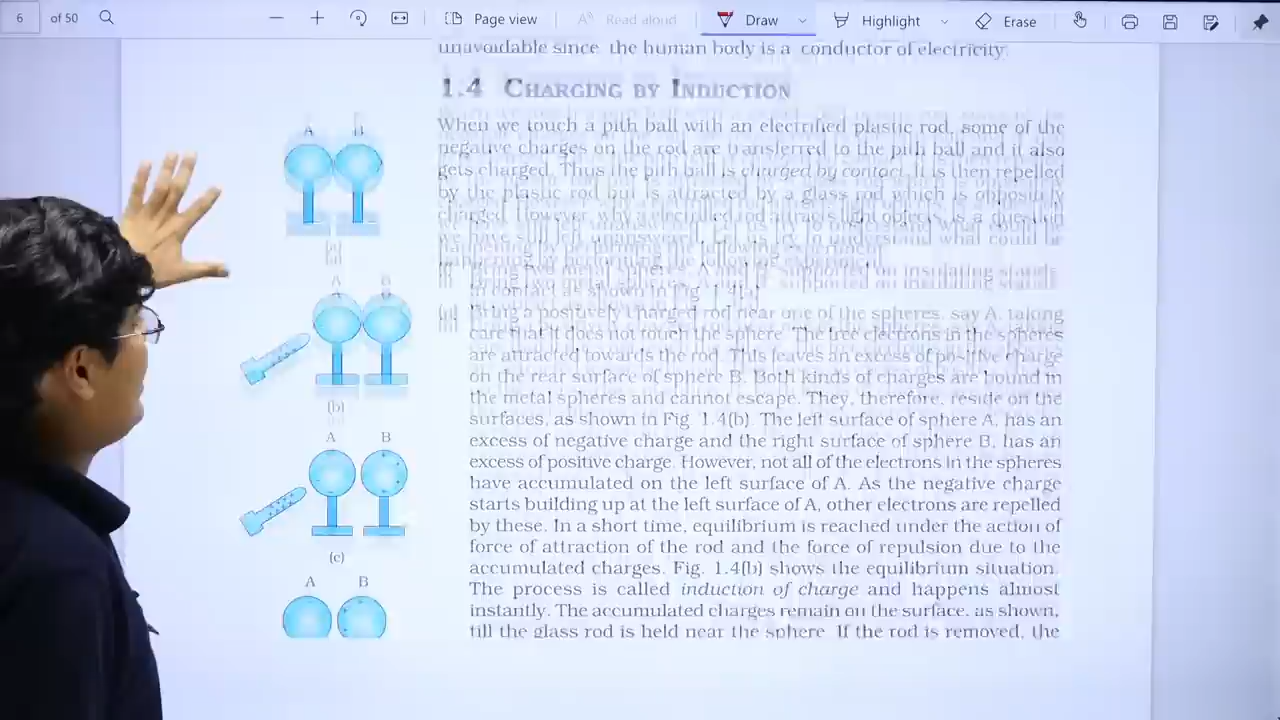 6 of 50 Page view Read aloud Draw Highlight Erase
unavoidable since the human body is a conductor of electricity.
1.4 CHARGING BY INDUCTION
When we touch a pith ball with an electrified plastic rod, some of the
negative charges on the rod are transferred to the pith ball and it also
gets charged. Thus the pith ball is charged by contact. It is then repelled
by the plastic rod but is attracted by a glass rod which is oppositely
charged. However, why a electrified rod attracts light objects, is a question
we have still left unanswered. Let us try to understand what could be
happening by performing the following experiment.
(i) Bring two metal spheres, A and B, supported on insulating stands,
in contact as shown in Fig. 1.4(a)
Bring a positively charged rod near one of the spheres, say A, taking
care that it does not touch the sphere. The free electrons in the spheres
are attracted towards the rod. This leaves an excess of positive charge
on the rear surface of sphere B. Both kinds of charges are bound in
the metal spheres and cannot escape. They, therefore, reside on the
surfaces, as shown in Fig. 1.4(b). The left surface of sphere A, has an
excess of negative charge and the right surface of sphere B, has an
excess of positive charge. However, not all of the electrons in the spheres
have accumulated on the left surface of A. As the negative charge
starts building up at the left surface of A, other electrons are repelled
by these. In a short time, equilibrium is reached under the action of
force of attraction of the rod and the force of repulsion due to the
accumulated charges. Fig. 1.4(b) shows the equilibrium situation.
The process is called induction of charge and happens almost
instantly. The accumulated charges remain on the surface, as shown,
till the glass rod is held near the sphere. If the rod is removed, the
A B
(a)
A B
(b)
A B
(c)
A B